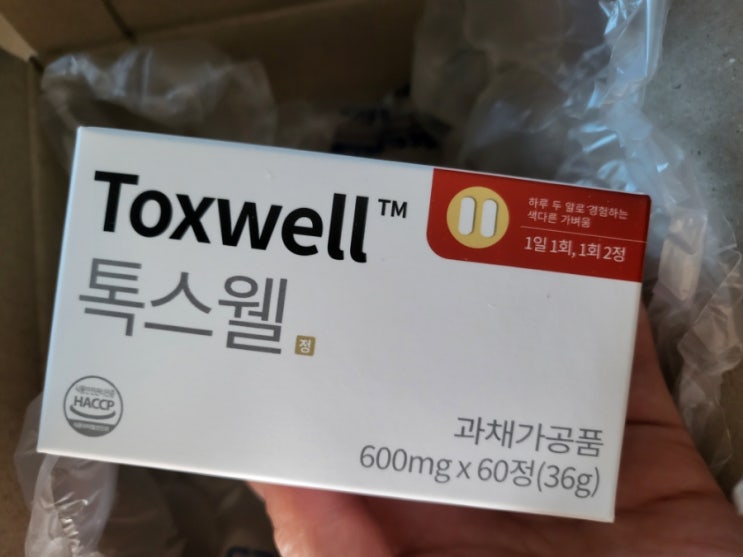 Toxwell™
톡스웰 정
하루 두 알로 경험하는
색다른 가벼움
1일 1회, 1회 2정
HACCP
과채가공품
600mg x 60정(36g)